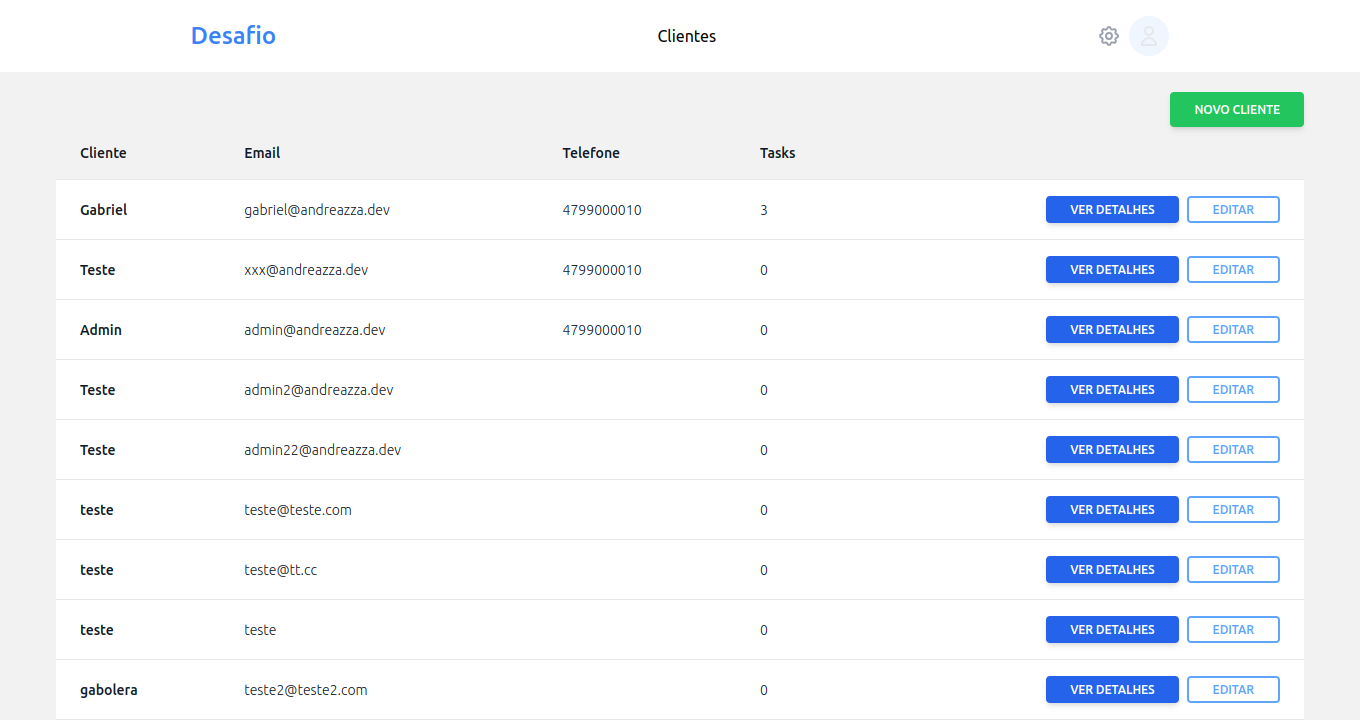 Desafio Clientes
NOVO CLIENTE
Cliente Email Telefone Tasks
Gabriel gabriel@andreazza.dev 4799000010 3 VER DETALHES EDITAR
Teste xxx@andreazza.dev 4799000010 0 VER DETALHES EDITAR
Admin admin@andreazza.dev 4799000010 0 VER DETALHES EDITAR
Teste admin2@andreazza.dev 0 VER DETALHES EDITAR
Teste admin22@andreazza.dev 0 VER DETALHES EDITAR
teste teste@teste.com 0 VER DETALHES EDITAR
teste teste@tt.cc 0 VER DETALHES EDITAR
teste teste 0 VER DETALHES EDITAR
gabolera teste2@teste2.com 0 VER DETALHES EDITAR